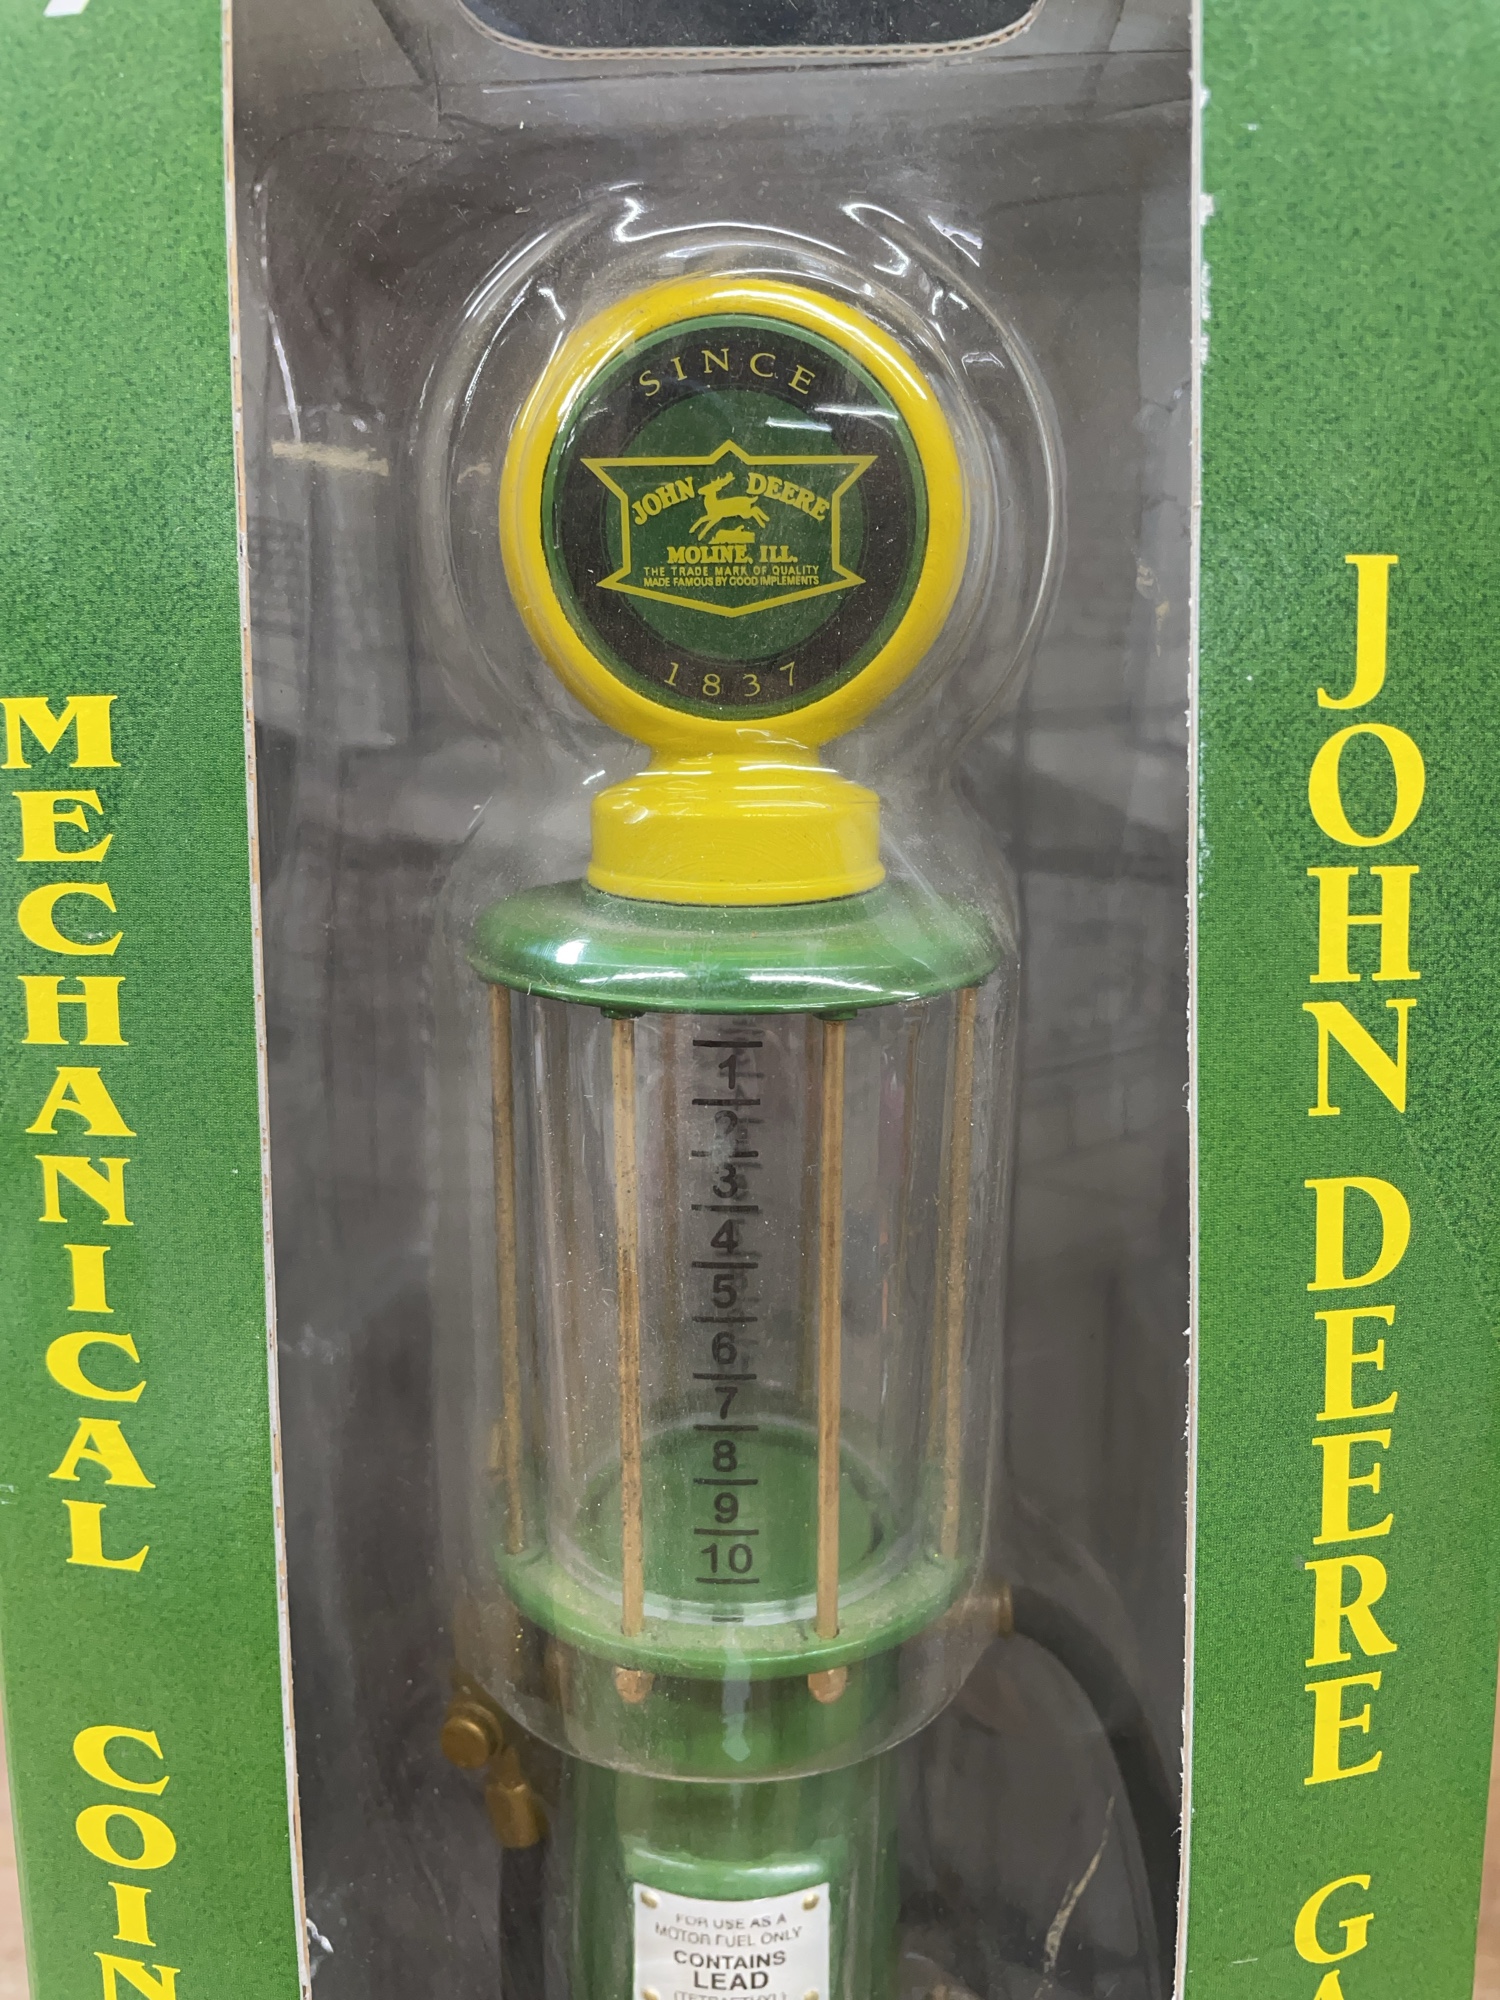 MECHANICAL COIN
SINCE
JOHN DEERE
MOLINE, ILL.
THE TRADE MARK OF QUALITY
MADE FAMOUS BY GOOD IMPLEMENTS
1837
1
2
3
4
5
6
7
8
9
10
FOR USE AS A
MOTOR FUEL ONLY
CONTAINS
LEAD
(TETRAETHYL)
JOHN DEERE GA